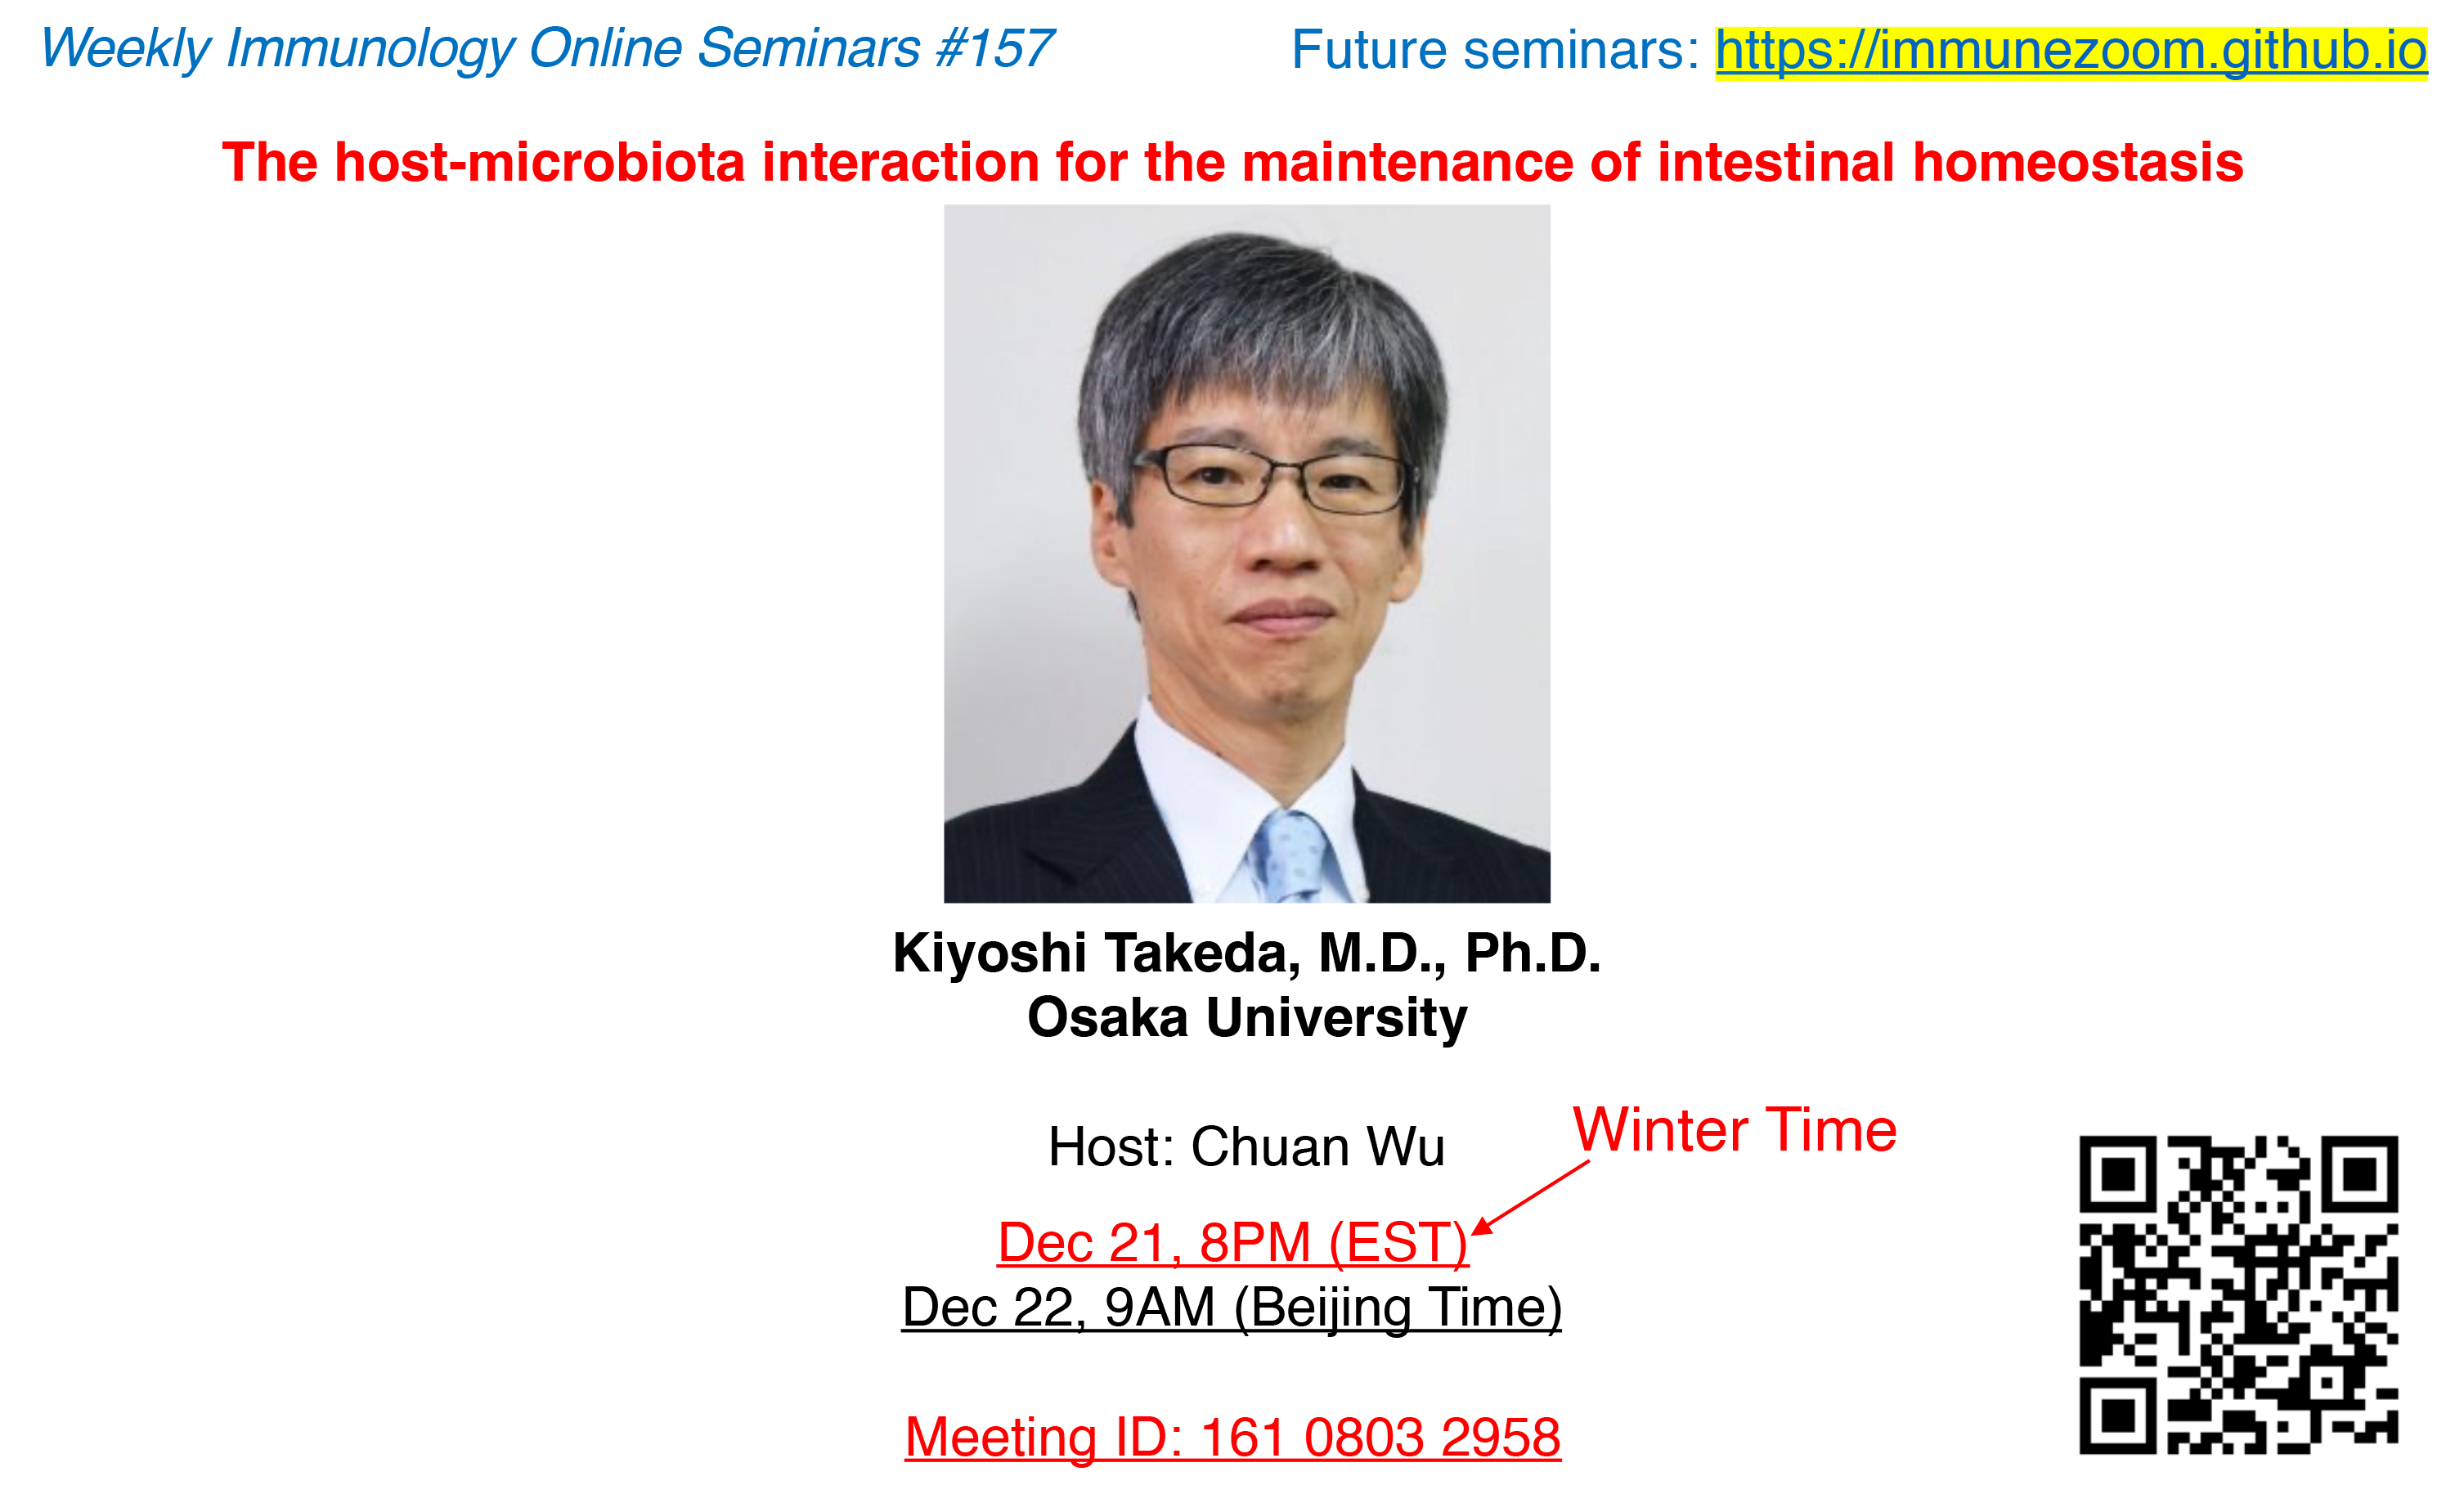 Weekly Immunology Online Seminars #157
Future seminars: https://immunezoom.github.io
The host-microbiota interaction for the maintenance of intestinal homeostasis
Kiyoshi Takeda, M.D., Ph.D.
Osaka University
Host: Chuan Wu
Winter Time
Dec 21, 8PM (EST)
Dec 22, 9AM (Beijing Time)
Meeting ID: 161 0803 2958